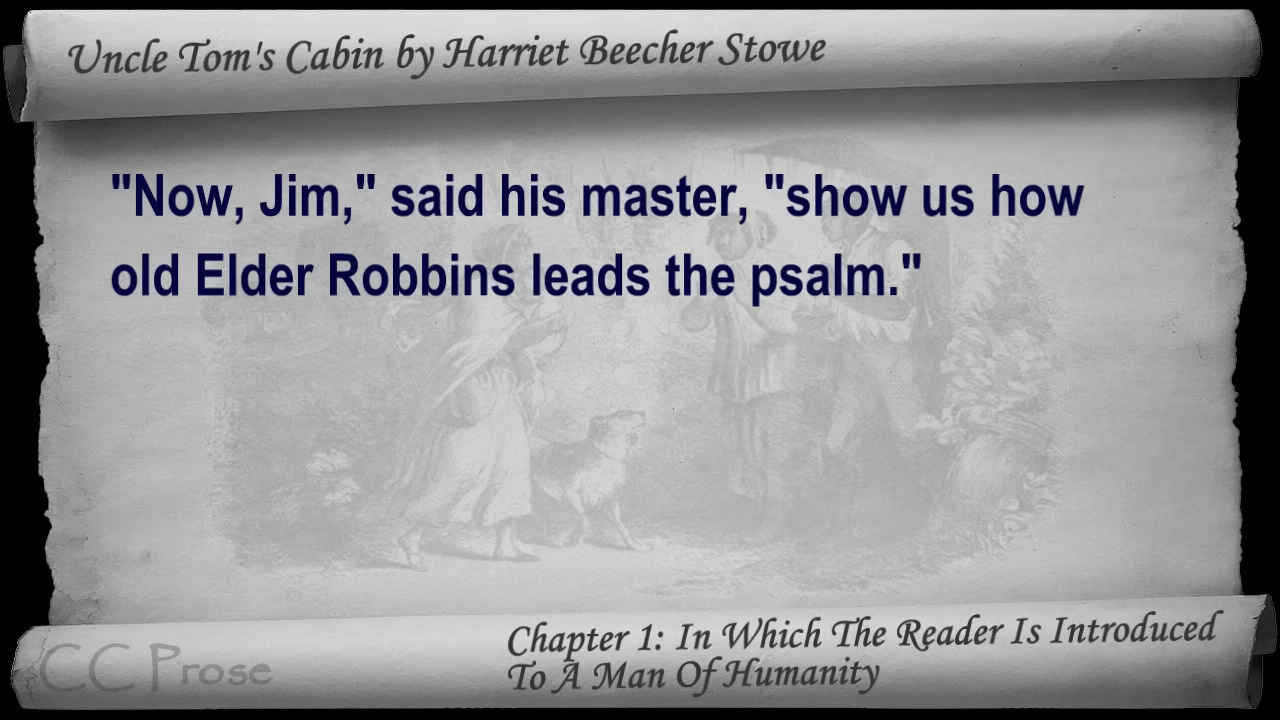 Uncle Tom's Cabin by Harriet Beecher Stowe
"Now, Jim," said his master, "show us how
old Elder Robbins leads the psalm."
Chapter 1: In Which The Reader Is Introduced
To A Man Of Humanity
CC Prose